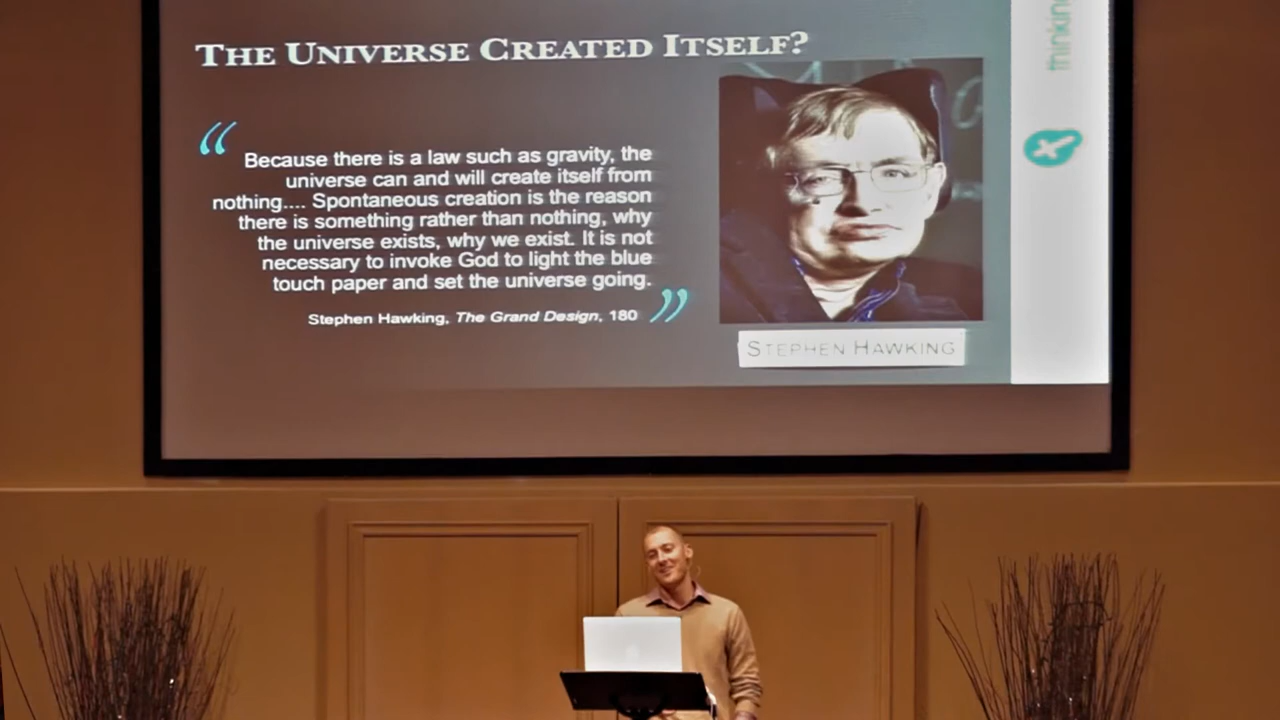 THE UNIVERSE CREATED ITSELF?
“
Because there is a law such as gravity, the
universe can and will create itself from
nothing.... Spontaneous creation is the reason
there is something rather than nothing, why
the universe exists, why we exist. It is not
necessary to invoke God to light the blue
touch paper and set the universe going.
”
Stephen Hawking, The Grand Design, 180
STEPHEN HAWKING